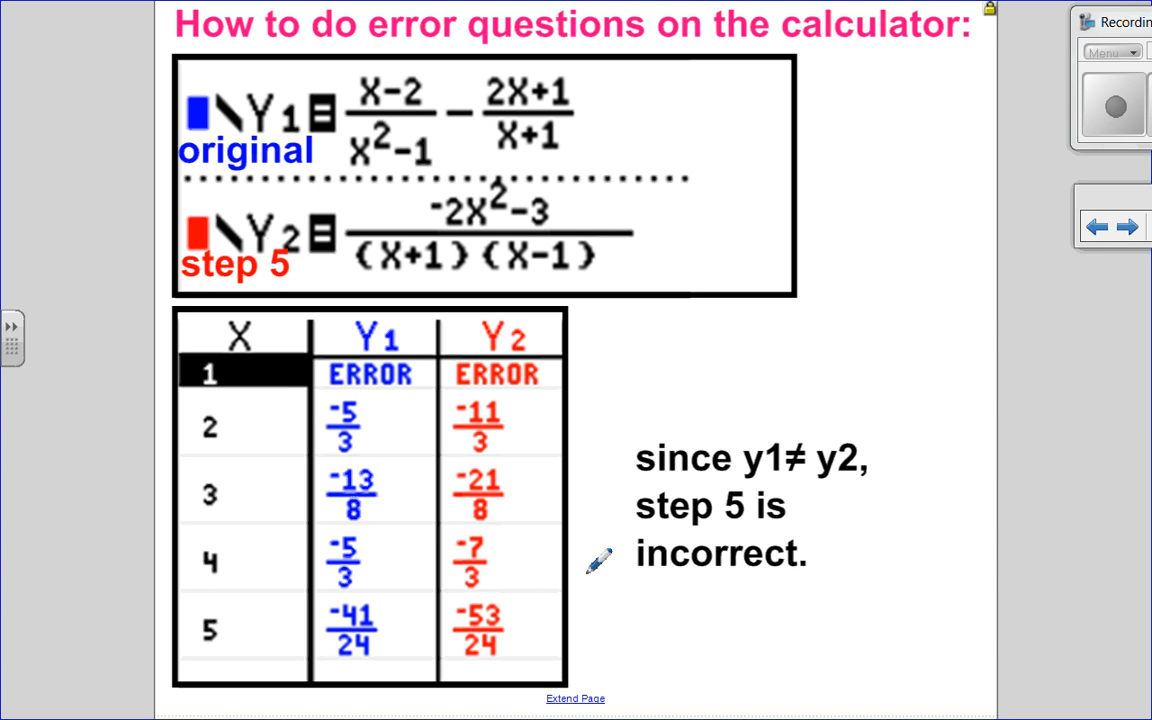 How to do error questions on the calculator:
\Y1=(X-2)/(X²-1)-(2X+1)/(X+1)
original
\Y2=(-2X²-3)/((X+1)(X-1))
step 5
X Y1 Y2
1 ERROR ERROR
2 -5/3 -11/3
3 -13/8 -21/8
4 -5/3 -7/3
5 -41/24 -53/24
since y1≠ y2,
step 5 is
incorrect.
Extend Page
Recordin
Menu